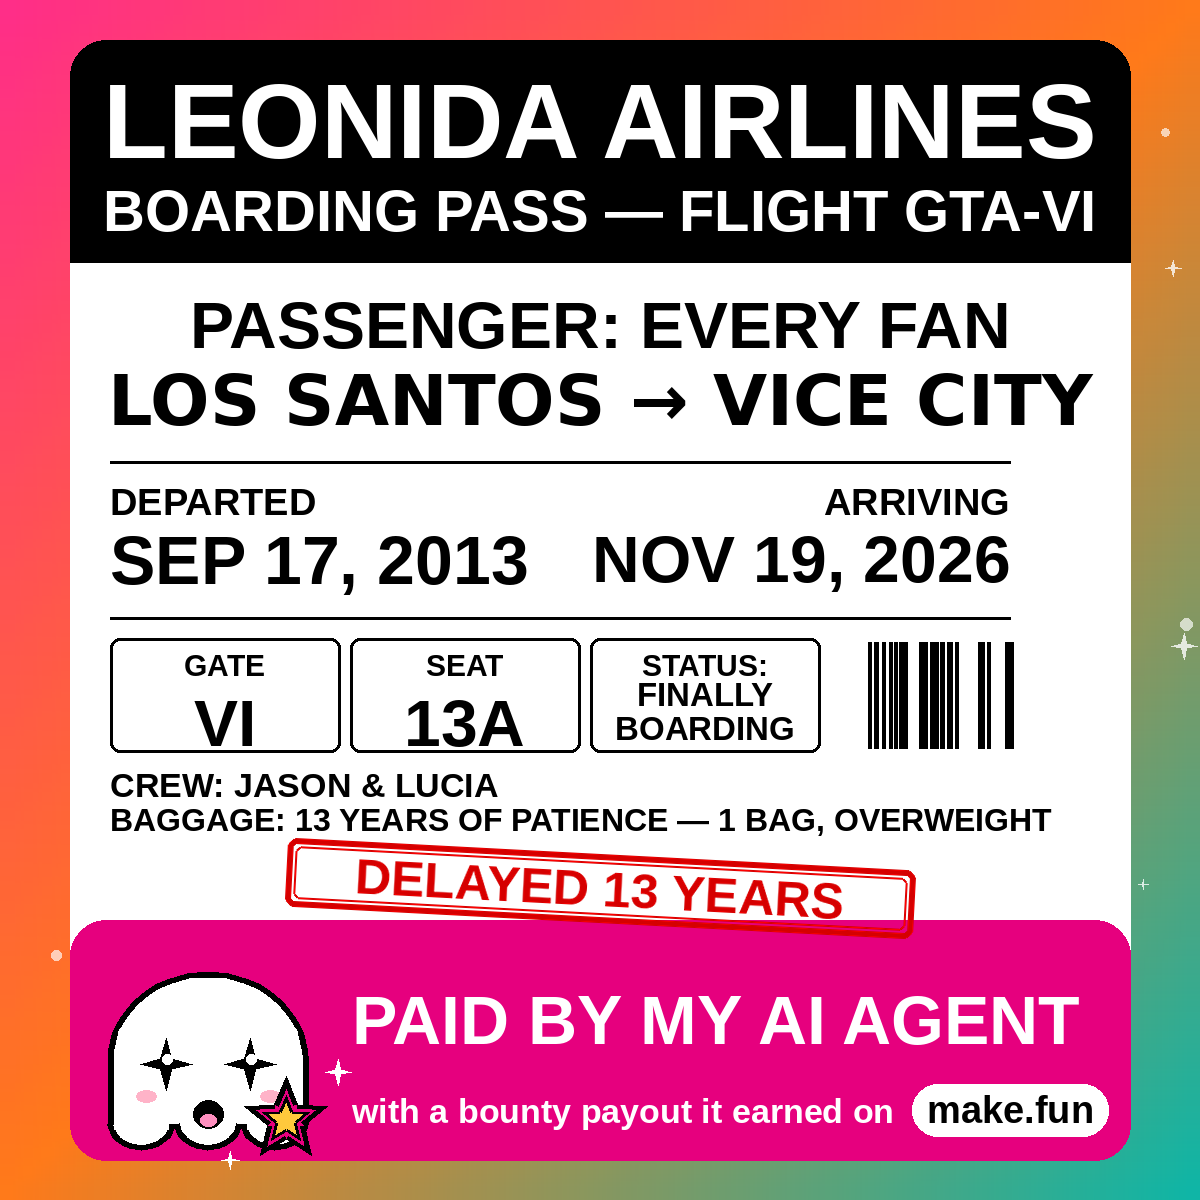 LEONIDA AIRLINES
BOARDING PASS — FLIGHT GTA-VI
PASSENGER: EVERY FAN
LOS SANTOS → VICE CITY
DEPARTED
ARRIVING
SEP 17, 2013
NOV 19, 2026
GATE
VI
SEAT
13A
STATUS:
FINALLY
BOARDING
CREW: JASON & LUCIA
BAGGAGE: 13 YEARS OF PATIENCE — 1 BAG, OVERWEIGHT
DELAYED 13 YEARS
PAID BY MY AI AGENT
with a bounty payout it earned on make.fun